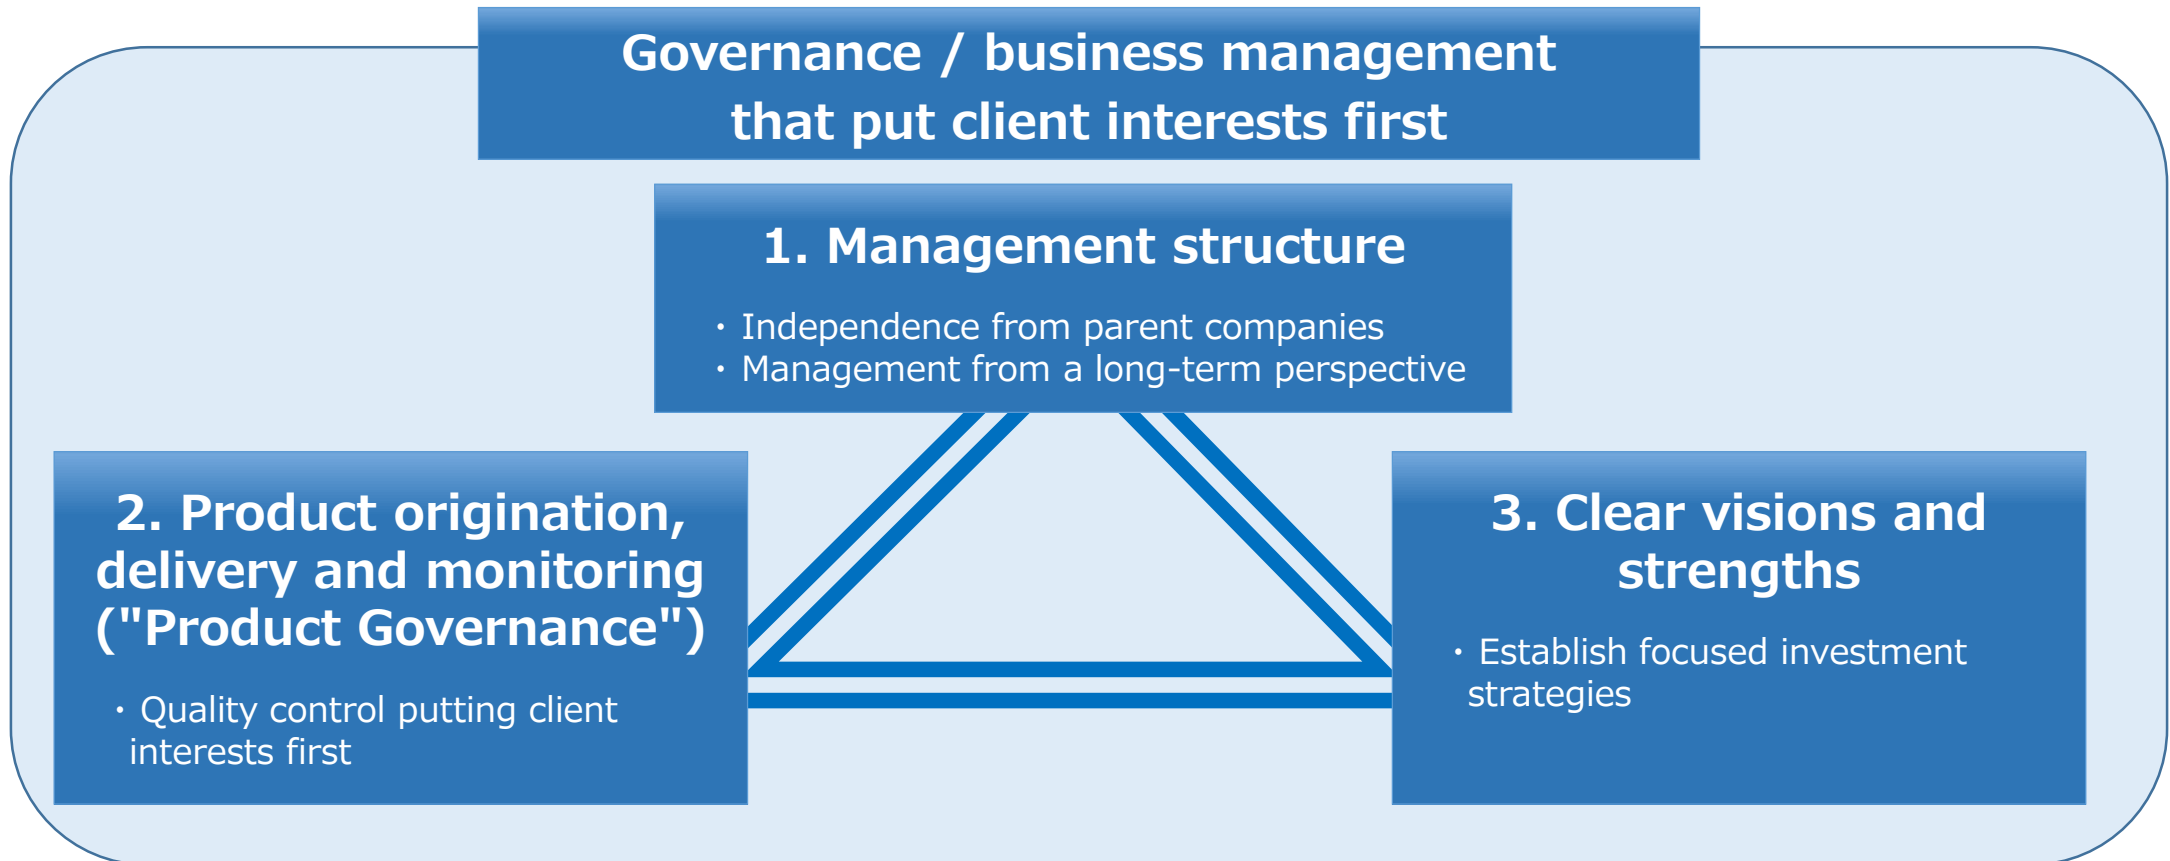 Governance / business management
that put client interests first
1. Management structure
・Independence from parent companies
・Management from a long-term perspective
2. Product origination,
delivery and monitoring
("Product Governance")
・Quality control putting client
interests first
3. Clear visions and
strengths
・Establish focused investment
strategies